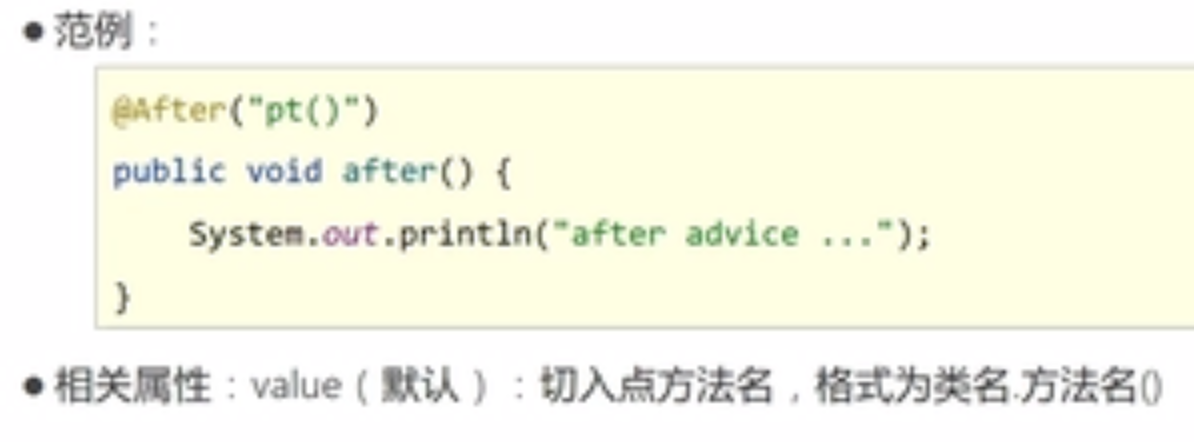 ●范例：
@After("pt()")
public void after() {
    System.out.println("after advice ...");
}
●相关属性：value（默认）：切入点方法名，格式为类名.方法名()